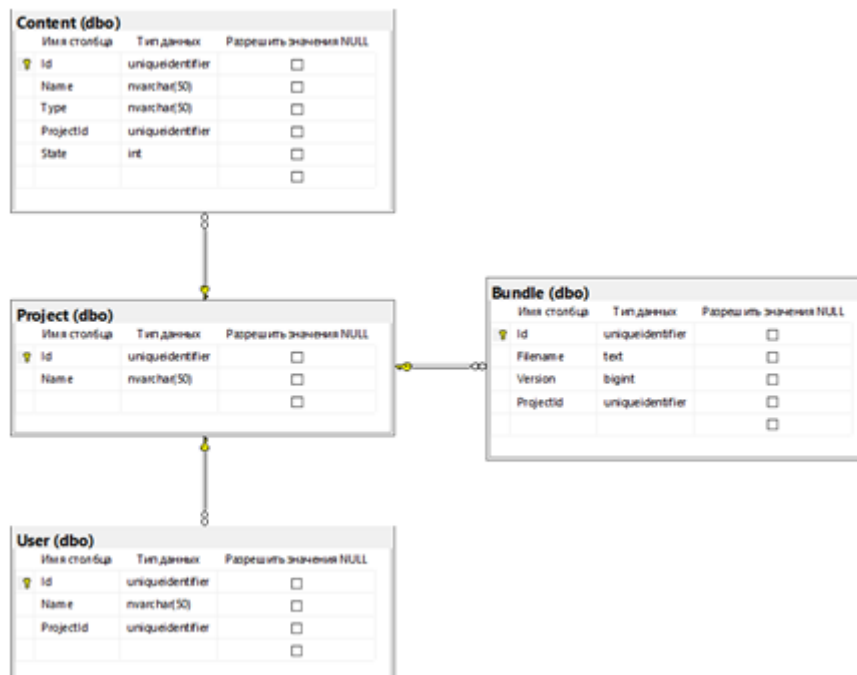 Content (dbo)
Имя столбца Тип данных Разрешить значения NULL
Id uniqueidentifier
Name nvarchar(50)
Type nvarchar(50)
ProjectId uniqueidentifier
State int
Project (dbo)
Имя столбца Тип данных Разрешить значения NULL
Id uniqueidentifier
Name nvarchar(50)
Bundle (dbo)
Имя столбца Тип данных Разрешить значения NULL
Id uniqueidentifier
Filename text
Version bigint
ProjectId uniqueidentifier
User (dbo)
Имя столбца Тип данных Разрешить значения NULL
Id uniqueidentifier
Name nvarchar(50)
ProjectId uniqueidentifier